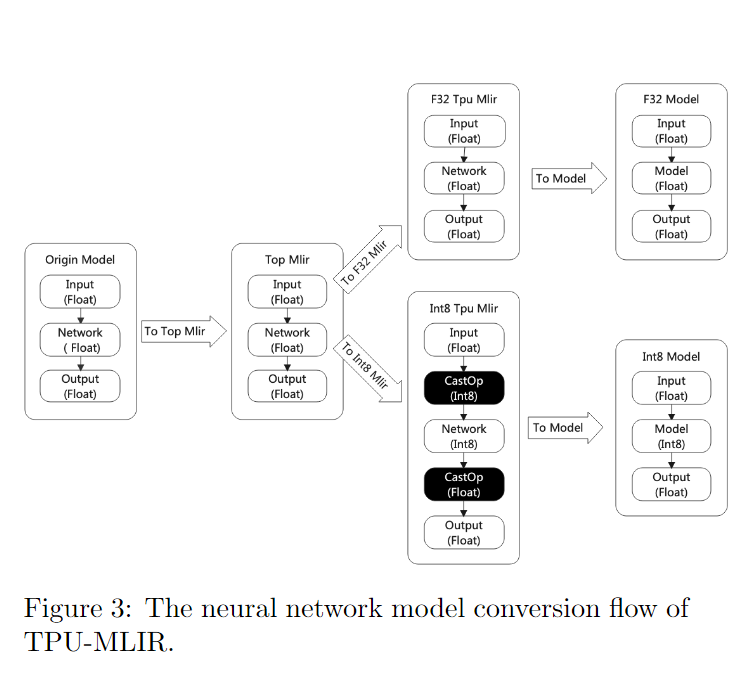 Origin Model
Input
(Float)
Network
( Float)
Output
(Float)
To Top Mlir
Top Mlir
Input
(Float)
Network
(Float)
Output
(Float)
To F32 Mlir
To Int8 Mlir
F32 Tpu Mlir
Input
(Float)
Network
(Float)
Output
(Float)
To Model
F32 Model
Input
(Float)
Model
(Float)
Output
(Float)
Int8 Tpu Mlir
Input
(Float)
CastOp
(Int8)
Network
(Int8)
CastOp
(Float)
Output
(Float)
To Model
Int8 Model
Input
(Float)
Model
(Int8)
Output
(Float)
Figure 3: The neural network model conversion flow of
TPU-MLIR.